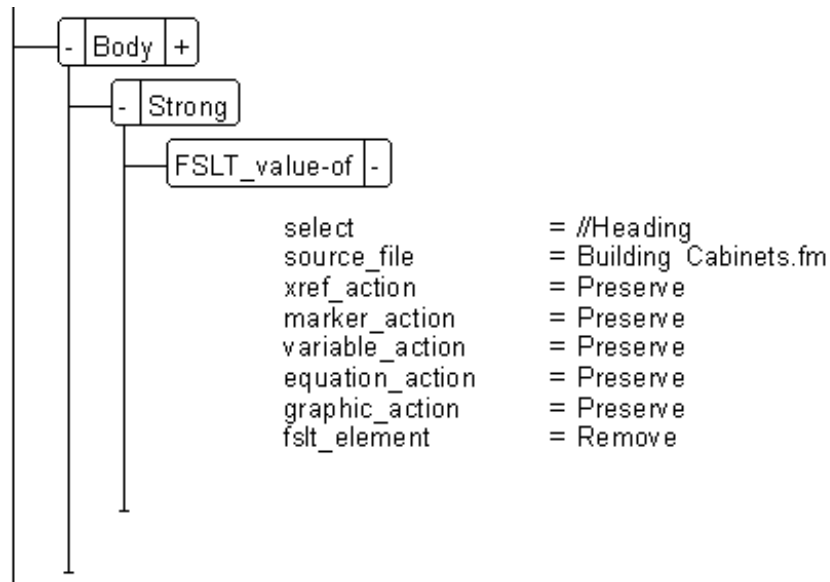 - Body +
- Strong
FSLT_value-of -
select = //Heading
source_file = Building Cabinets.fm
xref_action = Preserve
marker_action = Preserve
variable_action = Preserve
equation_action = Preserve
graphic_action = Preserve
fslt_element = Remove